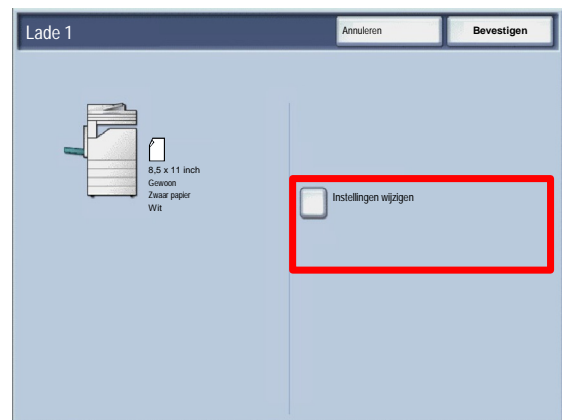 Lade 1
Annuleren
Bevestigen
8,5 x 11 inch
Gewoon
Zwaar papier
Wit
Instellingen wijzigen